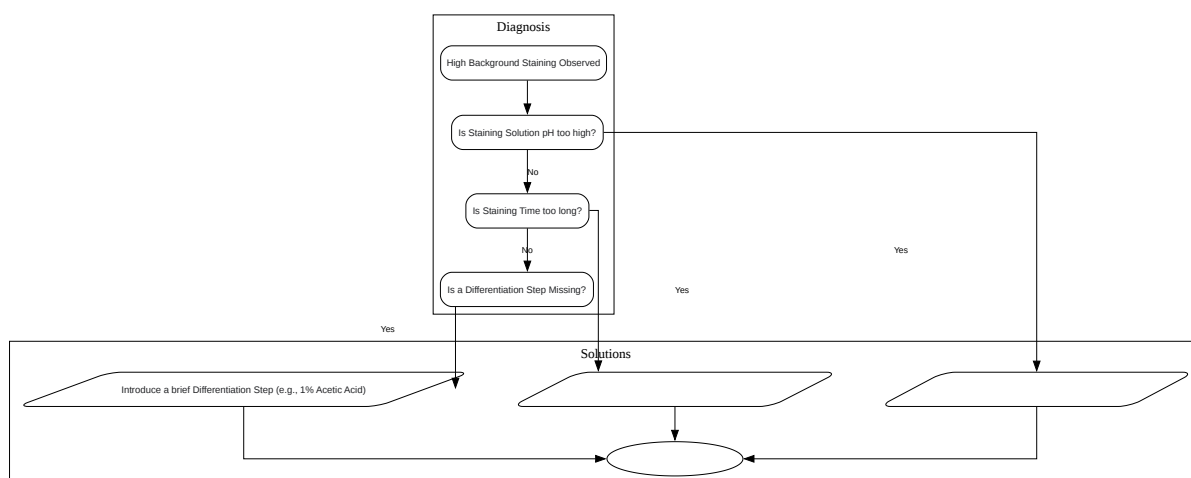 Diagnosis
High Background Staining Observed
Is Staining Solution pH too high?
No
Is Staining Time too long?
No
Yes
Is a Differentiation Step Missing?
Yes
Yes
Solutions
Introduce a brief Differentiation Step (e.g., 1% Acetic Acid)